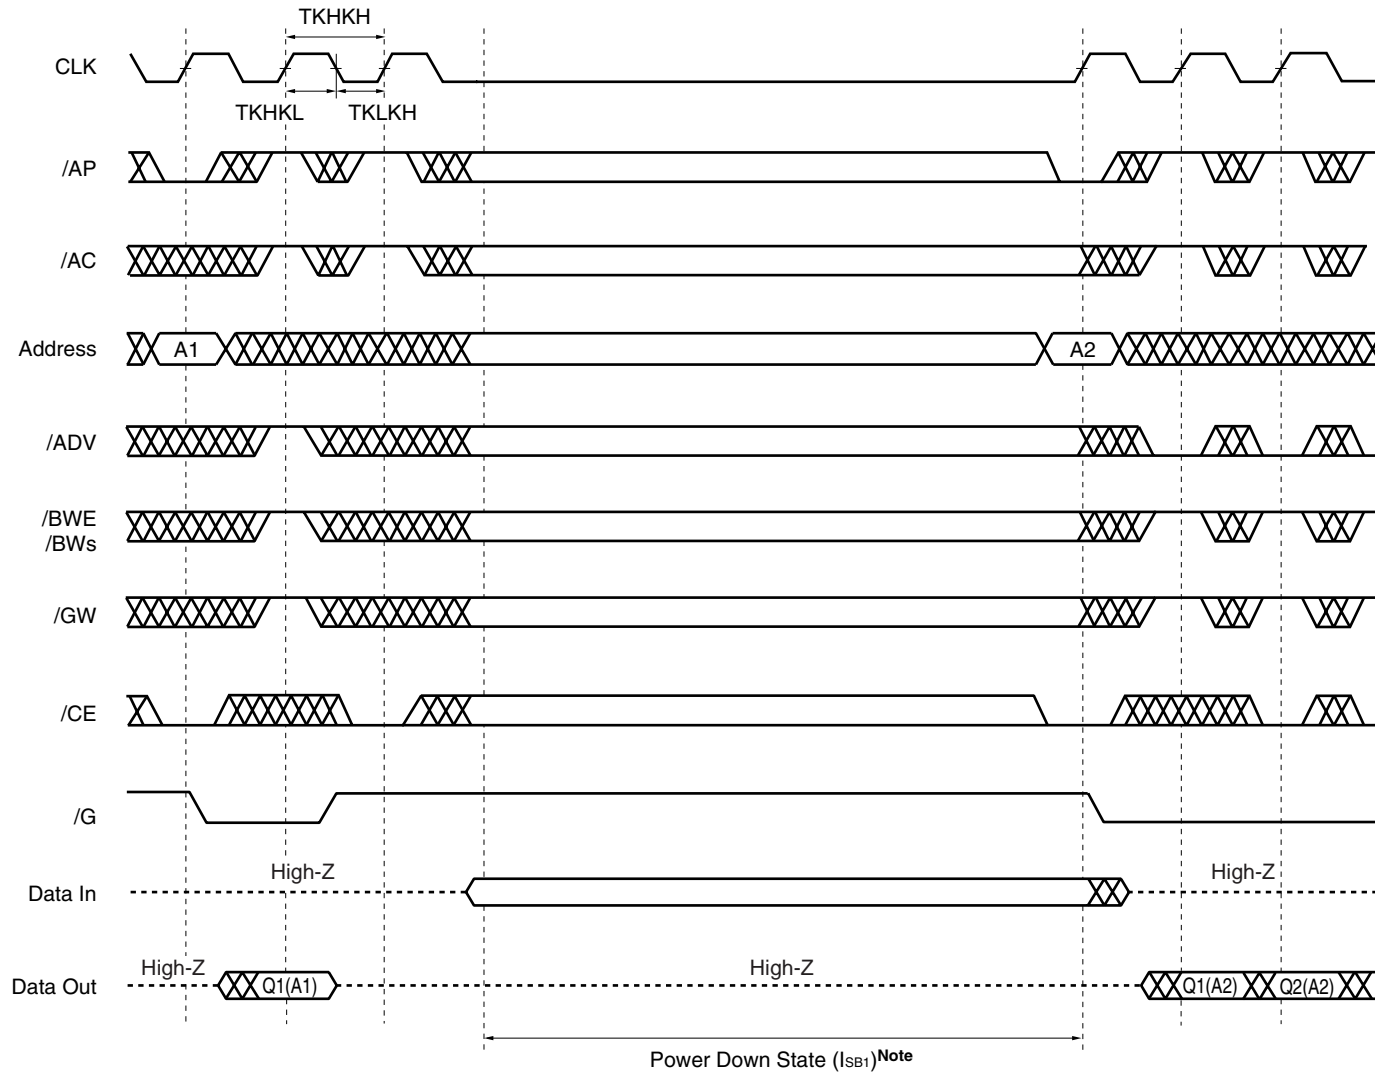 TKHKH
CLK
TKHKL TKLKH
/AP
/AC
Address A1 A2
/ADV
/BWE
/BWs
/GW
/CE
/G
High-Z High-Z
Data In
High-Z High-Z
Data Out Q1(A1) Q1(A2) Q2(A2)
Power Down State (ISB1)Note